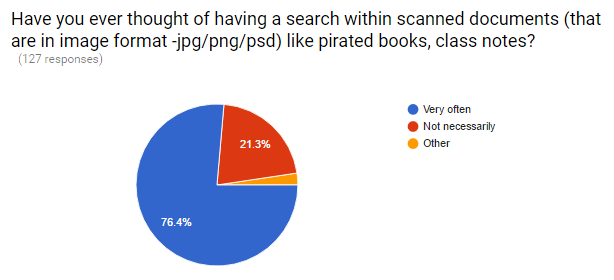 Have you ever thought of having a search within scanned documents (that
are in image format -jpg/png/psd) like pirated books, class notes?
(127 responses)
Very often
Not necessarily
Other
21.3%
76.4%